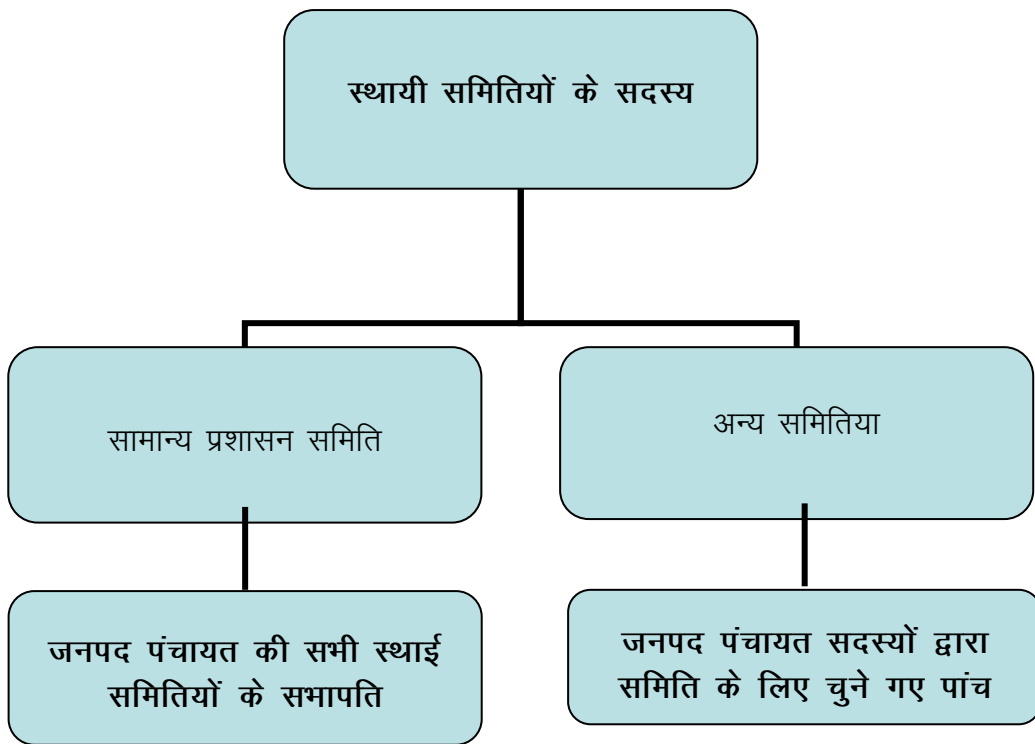 स्थायी समितियों के सदस्य
सामान्य प्रशासन समिति
अन्य समितिया
जनपद पंचायत की सभी स्थाई
समितियों के सभापति
जनपद पंचायत सदस्यों द्वारा
समिति के लिए चुने गए पांच